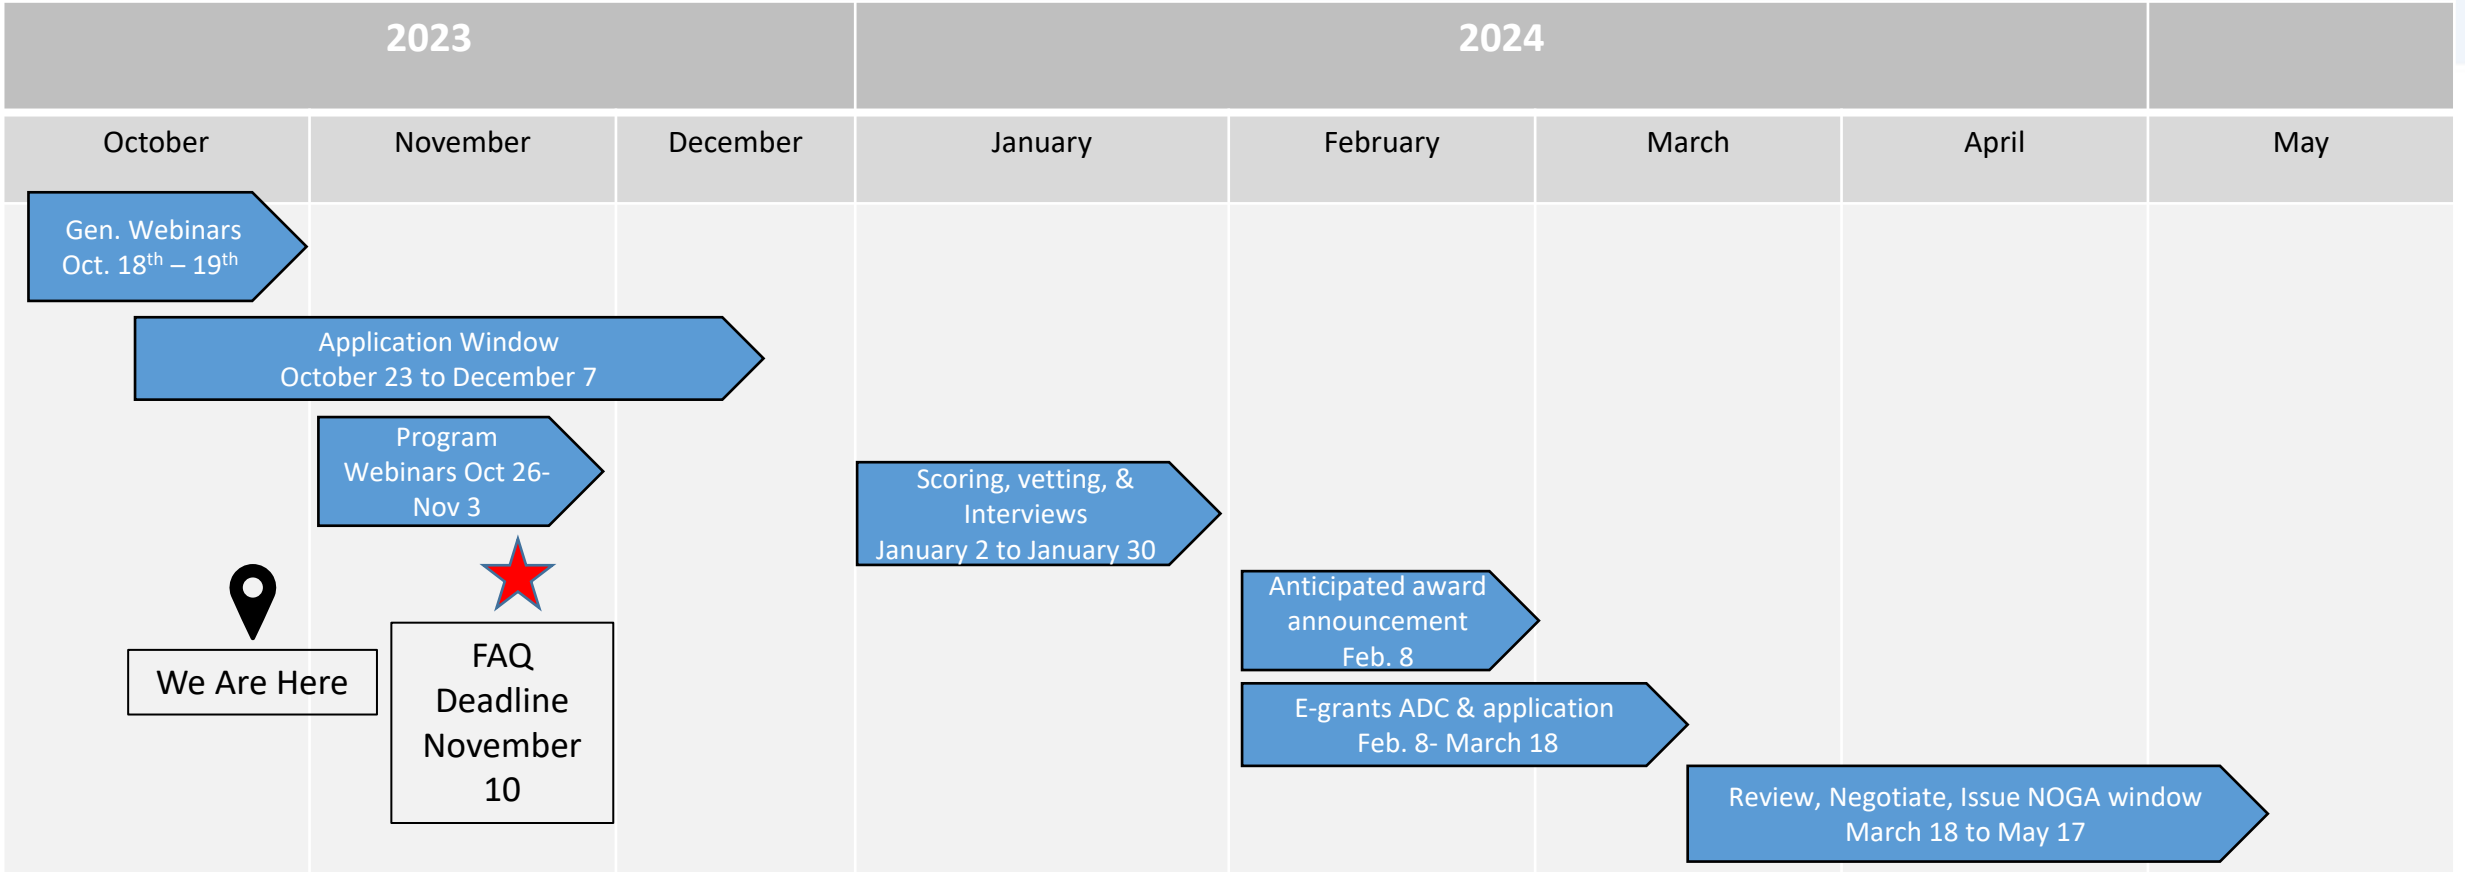 2023
2024
October
November
December
January
February
March
April
May
Gen. Webinars
Oct. 18th – 19th
Application Window
October 23 to December 7
Program
Webinars Oct 26-
Nov 3
Scoring, vetting, &
Interviews
January 2 to January 30
We Are Here
FAQ
Deadline
November
10
Anticipated award
announcement
Feb. 8
E-grants ADC & application
Feb. 8- March 18
Review, Negotiate, Issue NOGA window
March 18 to May 17